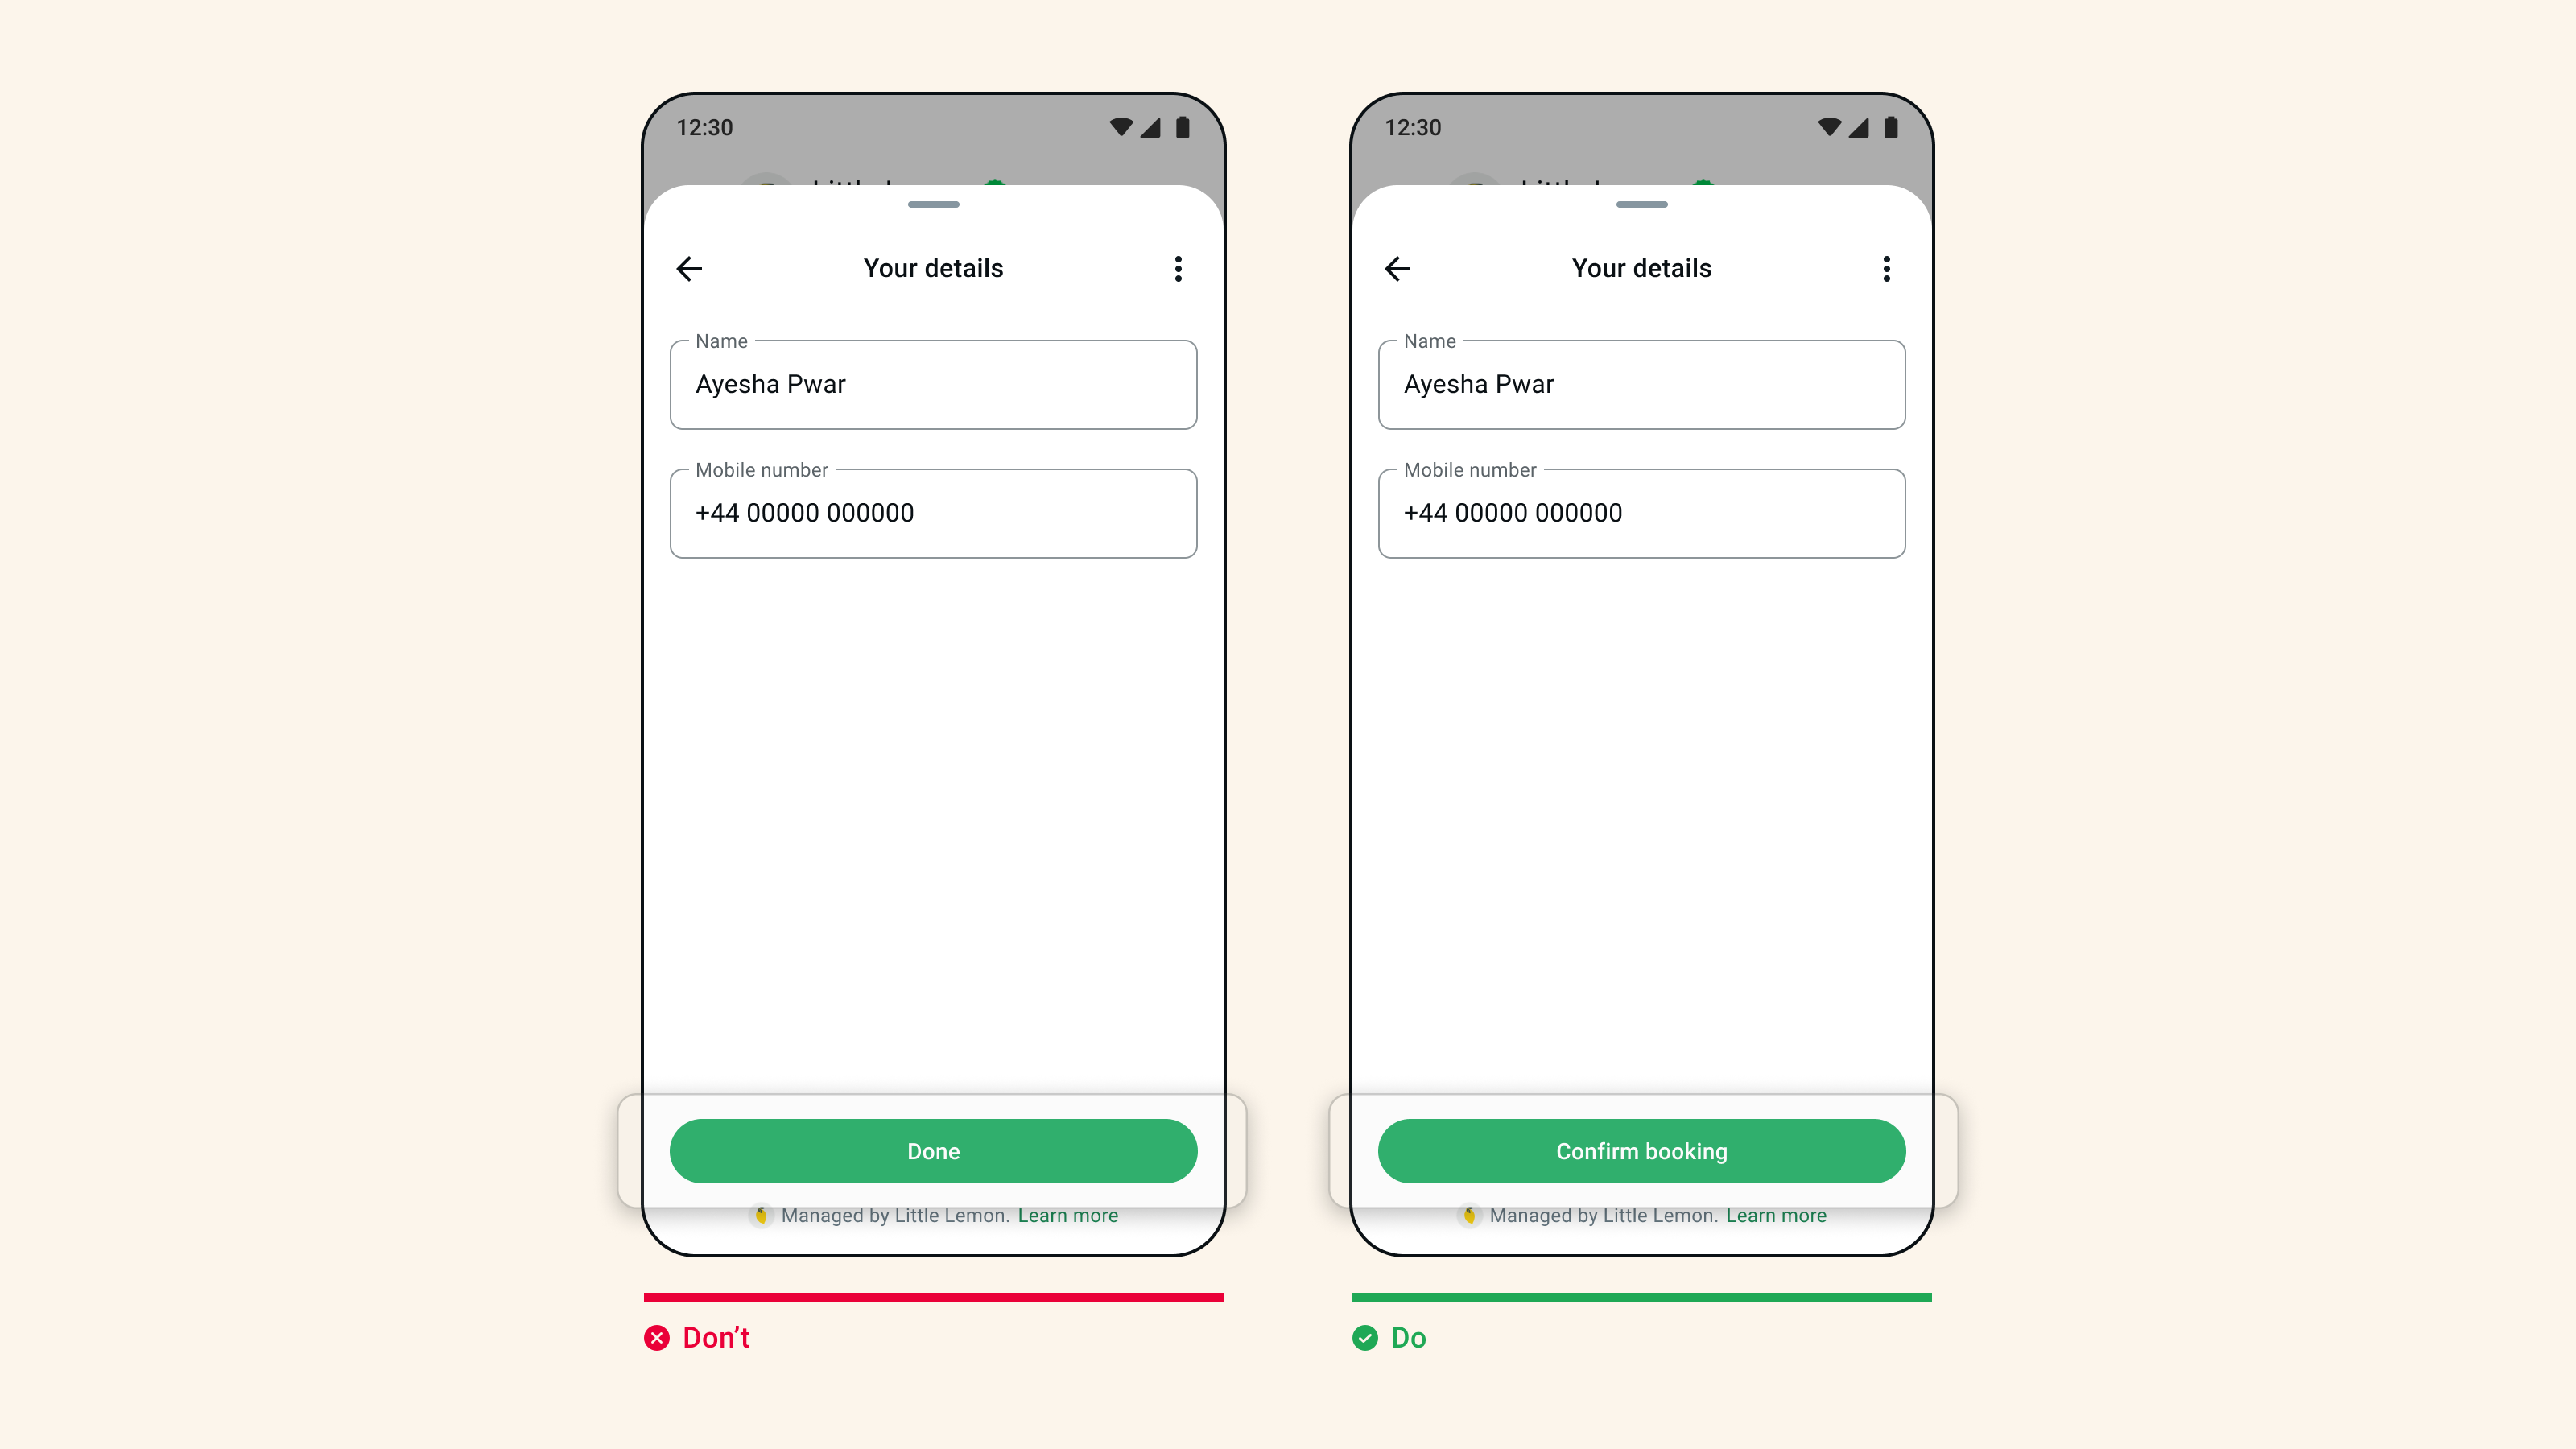 12:30
Your details
Name
Ayesha Pwar
Mobile number
+44 00000 000000
Done
Managed by Little Lemon. Learn more
Don’t
12:30
Your details
Name
Ayesha Pwar
Mobile number
+44 00000 000000
Confirm booking
Managed by Little Lemon. Learn more
Do